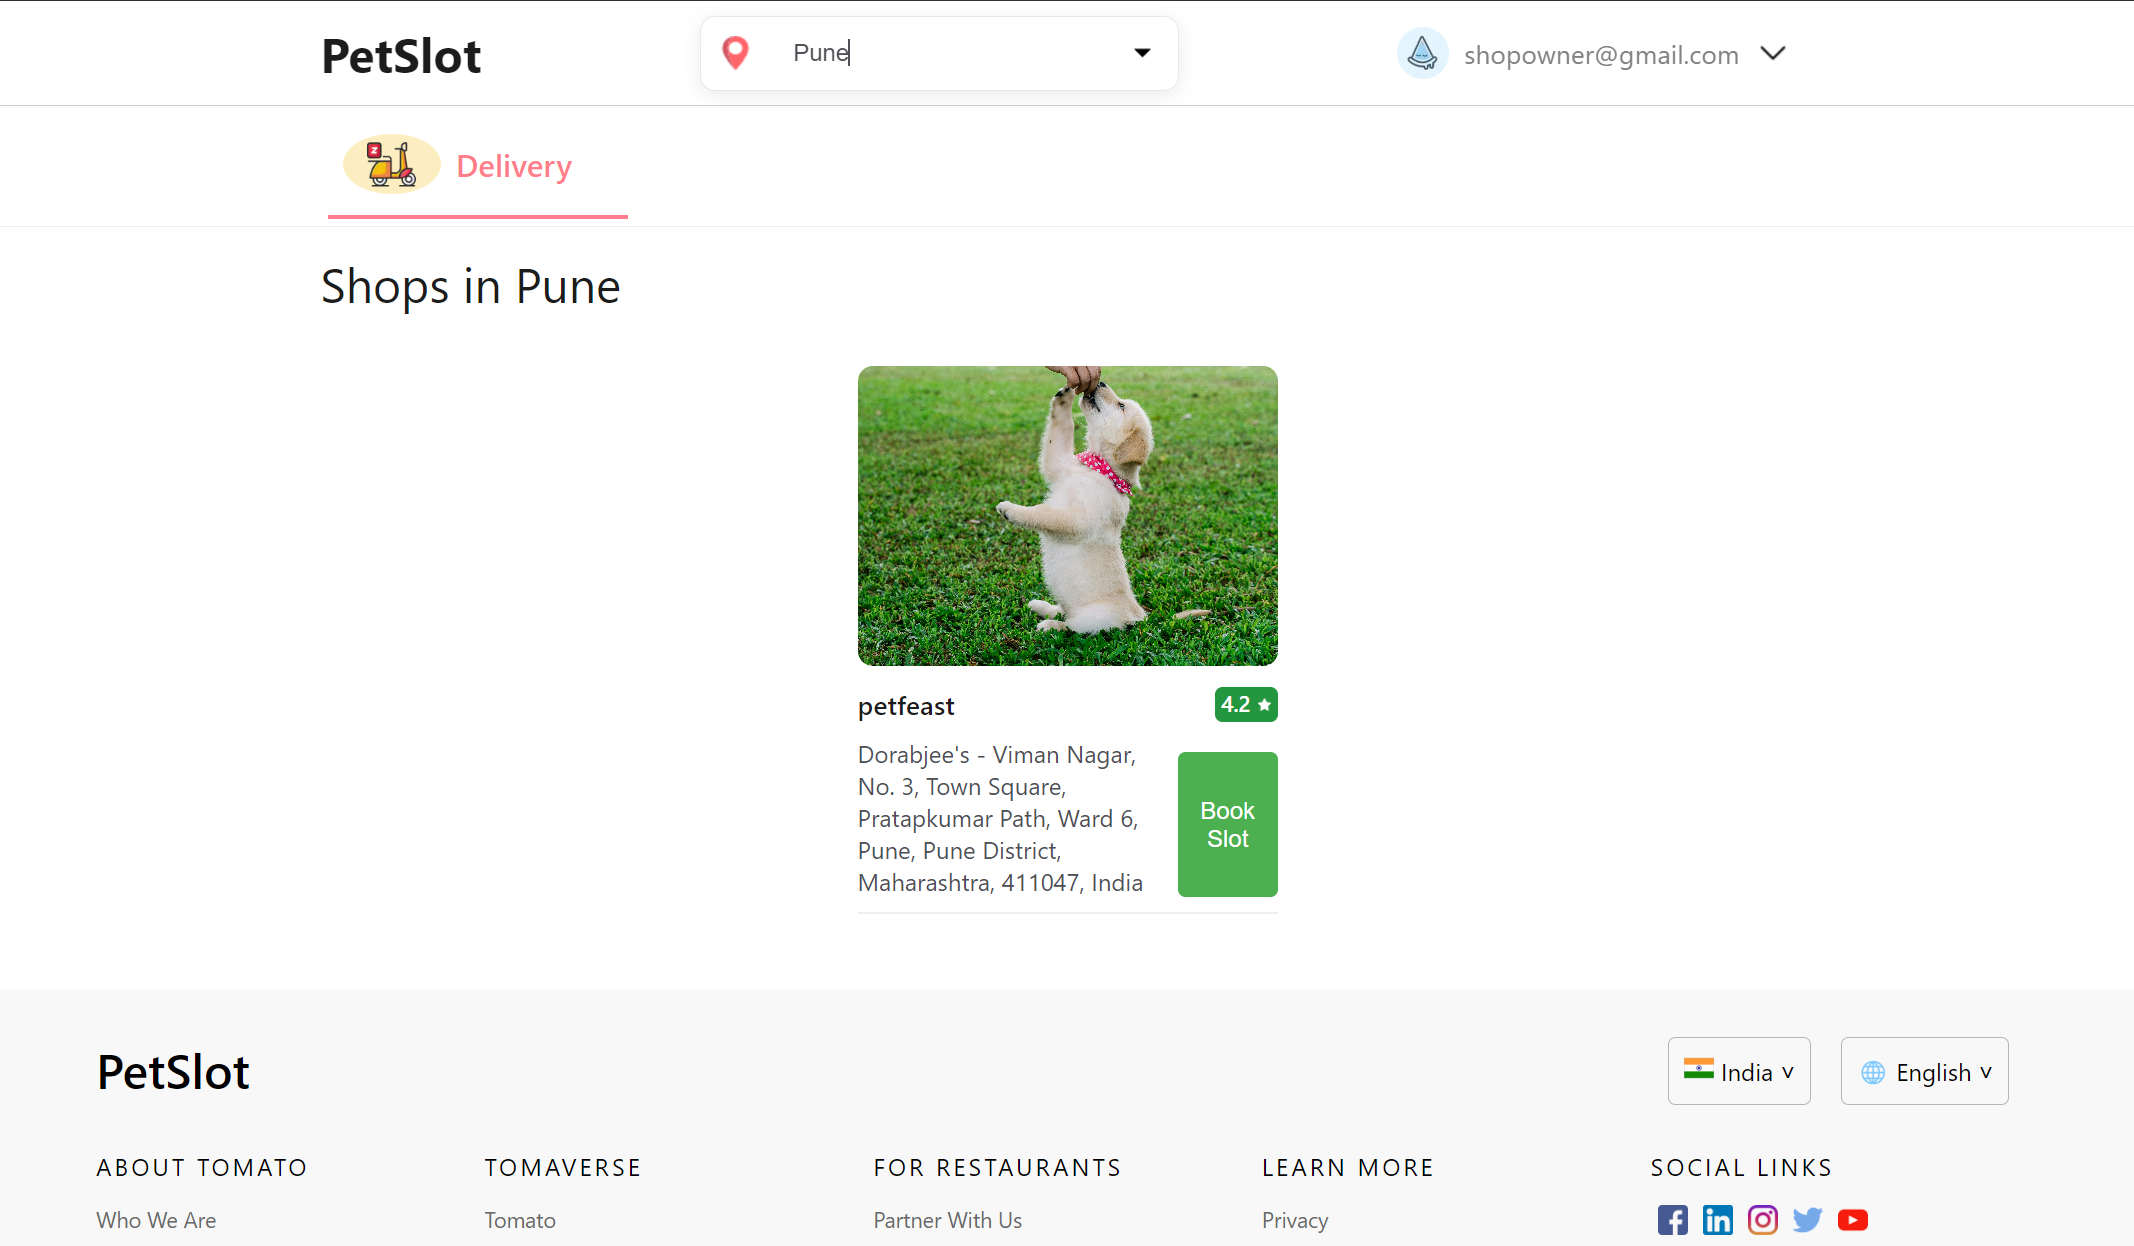 PetSlot
Pune
shopowner@gmail.com
Delivery
Shops in Pune
petfeast
4.2
Dorabjee's - Viman Nagar,
No. 3, Town Square,
Pratapkumar Path, Ward 6,
Pune, Pune District,
Maharashtra, 411047, India
Book
Slot
PetSlot
India
English
ABOUT TOMATO
TOMAVERSE
FOR RESTAURANTS
LEARN MORE
SOCIAL LINKS
Who We Are
Tomato
Partner With Us
Privacy